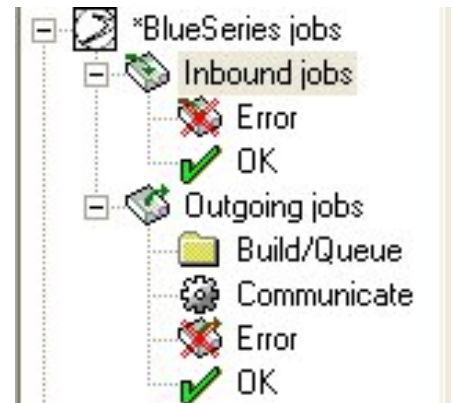 *BlueSeries jobs
Inbound jobs
Error
OK
Outgoing jobs
Build/Queue
Communicate
Error
OK